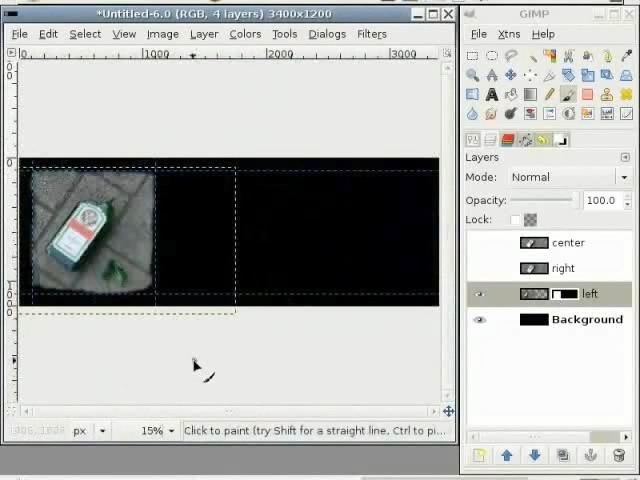 *Untitled-6.0 (RGB, 4 layers) 3400x1200
File Edit Select View Image Layer Colors Tools Dialogs Filters
0 1000 2000 3000
px 15% Click to paint (try Shift for a straight line, Ctrl to pi...
GIMP
File Xtns Help
Layers
Mode: Normal
Opacity: 100.0
Lock:
center
right
left
Background